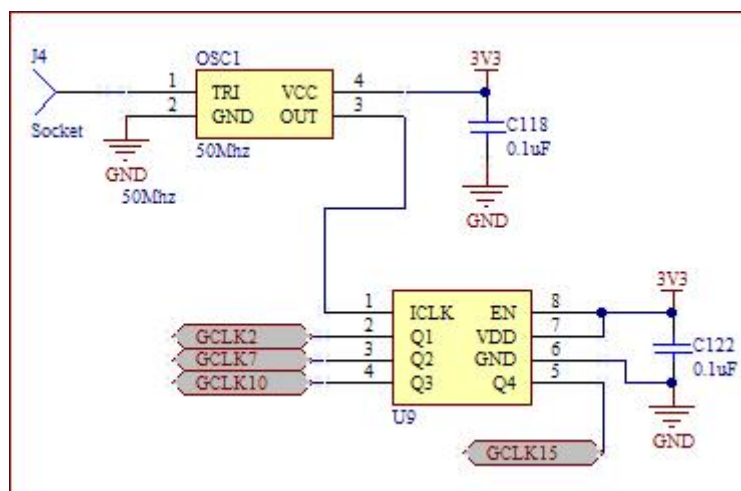 J4
OSC1
3V3
1 TRI VCC 4
2 GND OUT 3
Socket
C118
0.1uF
50Mhz
GND
50Mhz
GND
3V3
1 ICLK EN 8
GCLK2 2 Q1 VDD 7
GCLK7 3 Q2 GND 6
GCLK10 4 Q3 Q4 5
C122
0.1uF
U9
GND
GCLK15